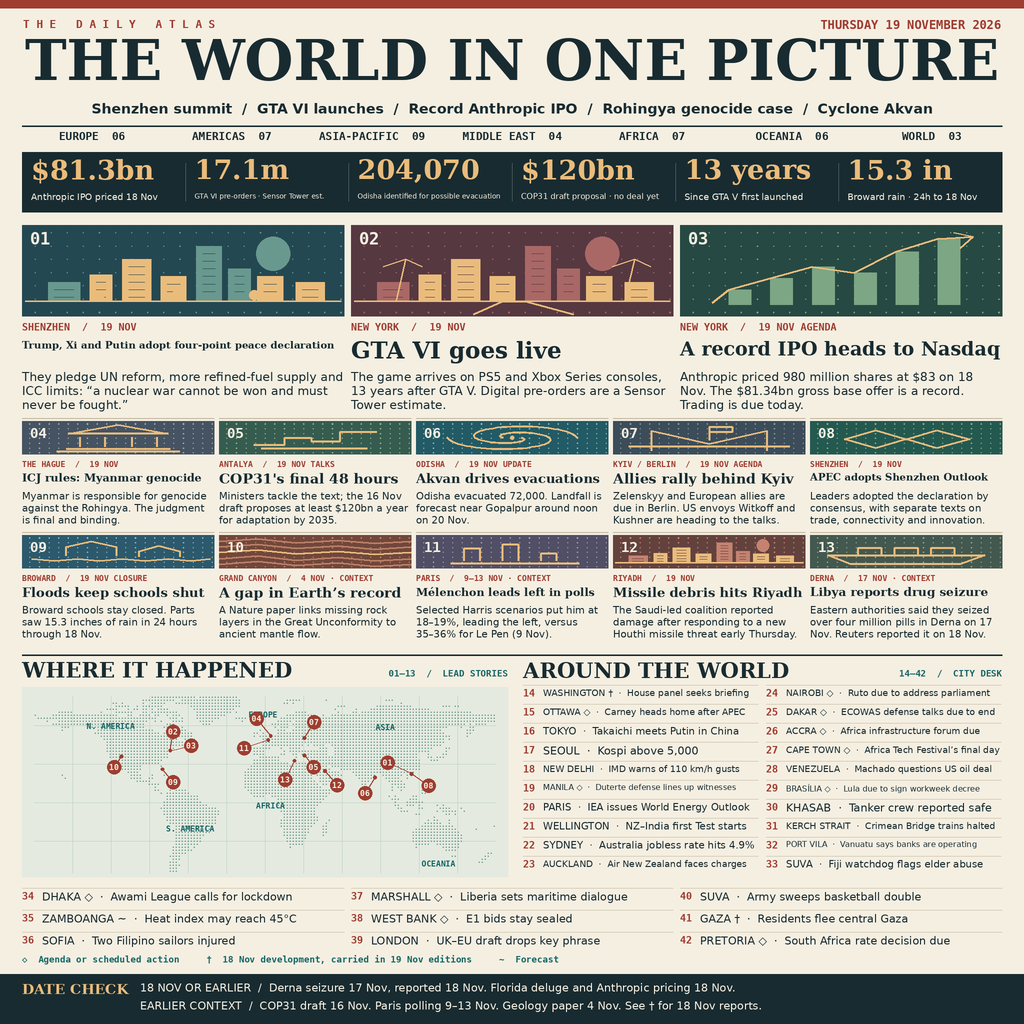 THE DAILY ATLAS
THURSDAY 19 NOVEMBER 2026
THE WORLD IN ONE PICTURE
Shenzhen summit / GTA VI launches / Record Anthropic IPO / Rohingya genocide case / Cyclone Akvan
EUROPE 06 AMERICAS 07 ASIA-PACIFIC 09 MIDDLE EAST 04 AFRICA 07 OCEANIA 06 WORLD 03
$81.3bn
Anthropic IPO priced 18 Nov
17.1m
GTA VI pre-orders · Sensor Tower est.
204,070
Odisha identified for possible evacuation
$120bn
COP31 draft proposal · no deal yet
13 years
Since GTA V first launched
15.3 in
Broward rain · 24h to 18 Nov
01
SHENZHEN / 19 NOV
Trump, Xi and Putin adopt four-point peace declaration
They pledge UN reform, more refined-fuel supply and
ICC limits: “a nuclear war cannot be won and must
never be fought.”
02
NEW YORK / 19 NOV
GTA VI goes live
The game arrives on PS5 and Xbox Series consoles,
13 years after GTA V. Digital pre-orders are a Sensor
Tower estimate.
03
NEW YORK / 19 NOV AGENDA
A record IPO heads to Nasdaq
Anthropic priced 980 million shares at $83 on 18
Nov. The $81.34bn gross base offer is a record.
Trading is due today.
04
THE HAGUE / 19 NOV
ICJ rules: Myanmar genocide
Myanmar is responsible for genocide
against the Rohingya. The judgment
is final and binding.
05
ANTALYA / 19 NOV TALKS
COP31's final 48 hours
Ministers tackle the text; the 16 Nov
draft proposes at least $120bn a year
for adaptation by 2035.
06
ODISHA / 19 NOV UPDATE
Akvan drives evacuations
Odisha evacuated 72,000. Landfall is
forecast near Gopalpur around noon
on 20 Nov.
07
KYIV / BERLIN / 19 NOV AGENDA
Allies rally behind Kyiv
Zelenskyy and European allies are
due in Berlin. US envoys Witkoff and
Kushner are heading to the talks.
08
SHENZHEN / 19 NOV
APEC adopts Shenzhen Outlook
Leaders adopted the declaration by
consensus, with separate texts on
trade, connectivity and innovation.
09
BROWARD / 19 NOV CLOSURE
Floods keep schools shut
Broward schools stay closed. Parts
saw 15.3 inches of rain in 24 hours
through 18 Nov.
10
GRAND CANYON / 4 NOV · CONTEXT
A gap in Earth’s record
A Nature paper links missing rock
layers in the Great Unconformity to
ancient mantle flow.
11
PARIS / 9–13 NOV · CONTEXT
Mélenchon leads left in polls
Selected Harris scenarios put him at
18–19%, leading the left, versus
35–36% for Le Pen (9 Nov).
12
RIYADH / 19 NOV
Missile debris hits Riyadh
The Saudi-led coalition reported
damage after responding to a new
Houthi missile threat early Thursday.
13
DERNA / 17 NOV · CONTEXT
Libya reports drug seizure
Eastern authorities said they seized
over four million pills in Derna on 17
Nov. Reuters reported it on 18 Nov.
WHERE IT HAPPENED
01–13 / LEAD STORIES
N. AMERICA
EUROPE
ASIA
AFRICA
S. AMERICA
OCEANIA
02
03
10
09
04
11
07
05
13
12
01
06
08
AROUND THE WORLD
14–42 / CITY DESK
14 WASHINGTON † · House panel seeks briefing
15 OTTAWA ◇ · Carney heads home after APEC
16 TOKYO · Takaichi meets Putin in China
17 SEOUL · Kospi above 5,000
18 NEW DELHI · IMD warns of 110 km/h gusts
19 MANILA ◇ · Duterte defense lines up witnesses
20 PARIS · IEA issues World Energy Outlook
21 WELLINGTON · NZ–India first Test starts
22 SYDNEY · Australia jobless rate hits 4.9%
23 AUCKLAND · Air New Zealand faces charges
24 NAIROBI ◇ · Ruto due to address parliament
25 DAKAR ◇ · ECOWAS defense talks due to end
26 ACCRA ◇ · Africa infrastructure forum due
27 CAPE TOWN ◇ · Africa Tech Festival’s final day
28 VENEZUELA · Machado questions US oil deal
29 BRASÍLIA ◇ · Lula due to sign workweek decree
30 KHASAB · Tanker crew reported safe
31 KERCH STRAIT · Crimean Bridge trains halted
32 PORT VILA · Vanuatu says banks are operating
33 SUVA · Fiji watchdog flags elder abuse
34 DHAKA ◇ · Awami League calls for lockdown
35 ZAMBOANGA ~ · Heat index may reach 45°C
36 SOFIA · Two Filipino sailors injured
37 MARSHALL ◇ · Liberia sets maritime dialogue
38 WEST BANK ◇ · E1 bids stay sealed
39 LONDON · UK–EU draft drops key phrase
40 SUVA · Army sweeps basketball double
41 GAZA † · Residents flee central Gaza
42 PRETORIA ◇ · South Africa rate decision due
◇ Agenda or scheduled action † 18 Nov development, carried in 19 Nov editions ~ Forecast
DATE CHECK
18 NOV OR EARLIER / Derna seizure 17 Nov, reported 18 Nov. Florida deluge and Anthropic pricing 18 Nov.
EARLIER CONTEXT / COP31 draft 16 Nov. Paris polling 9–13 Nov. Geology paper 4 Nov. See † for 18 Nov reports.